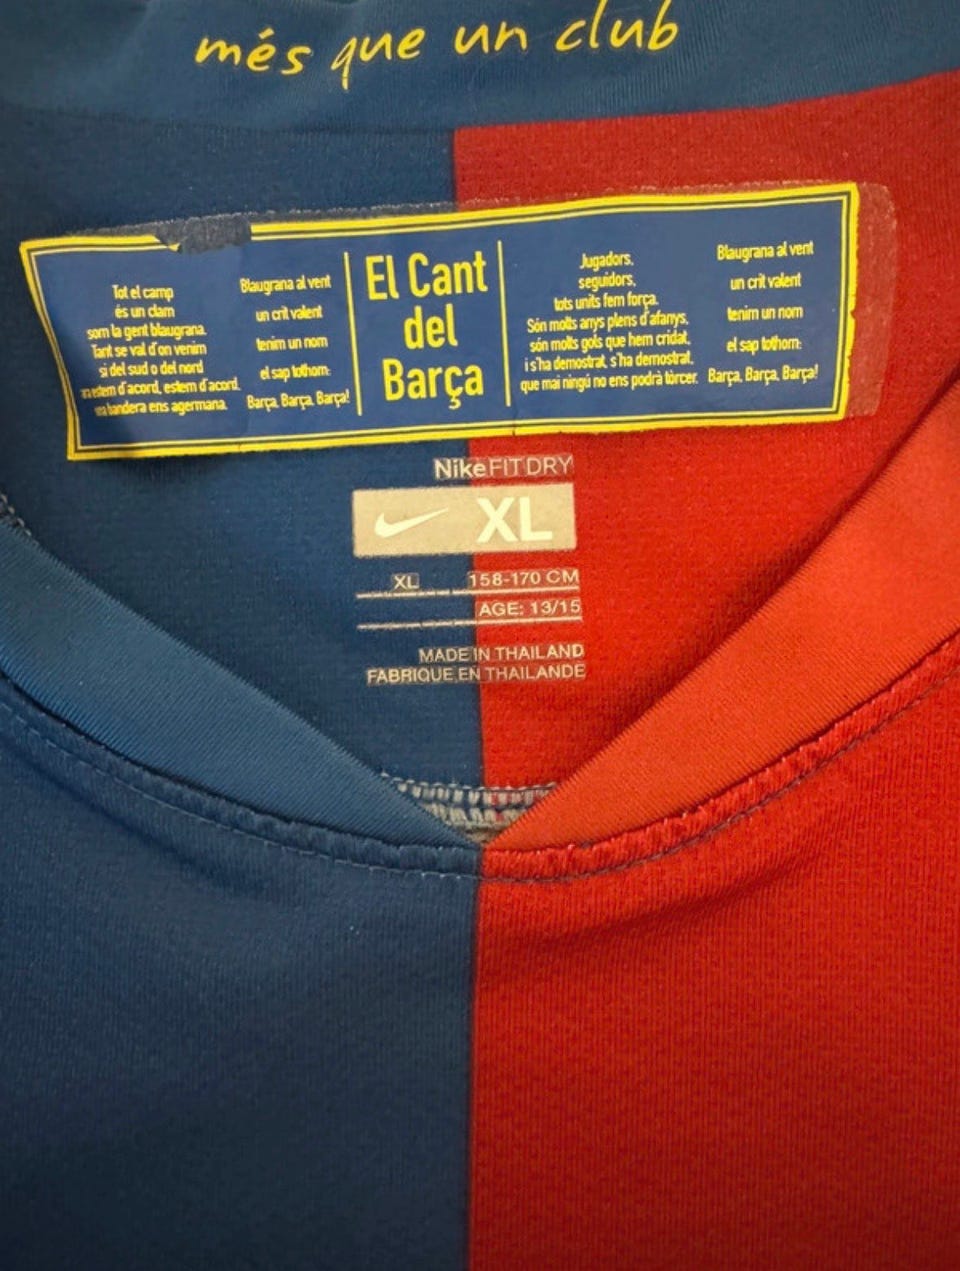 més que un club
Tot el camp
és un clam
som la gent blaugrana.
Tant se val d'on venim
si del sud o del nord
estem d'acord, estem d'acord,
bandera ens agermana.
Blaugrana al vent
un crit valent
tenim un nom
el sap tothom:
Barça, Barça, Barça!
El Cant
del
Barça
Jugadors,
seguidors,
tots units fem força.
Són molts anys plens d'afanys,
són molts gols que hem cridat,
i s'ha demostrat, s'ha demostrat,
que mai ningú no ens podrà tòrcer.
Blaugrana al vent
un crit valent
tenim un nom
el sap tothom:
Barça, Barça, Barça!
NikeFITDRY
XL
XL 158-170 CM
AGE: 13/15
MADE IN THAILAND
FABRIQUE EN THAILANDE